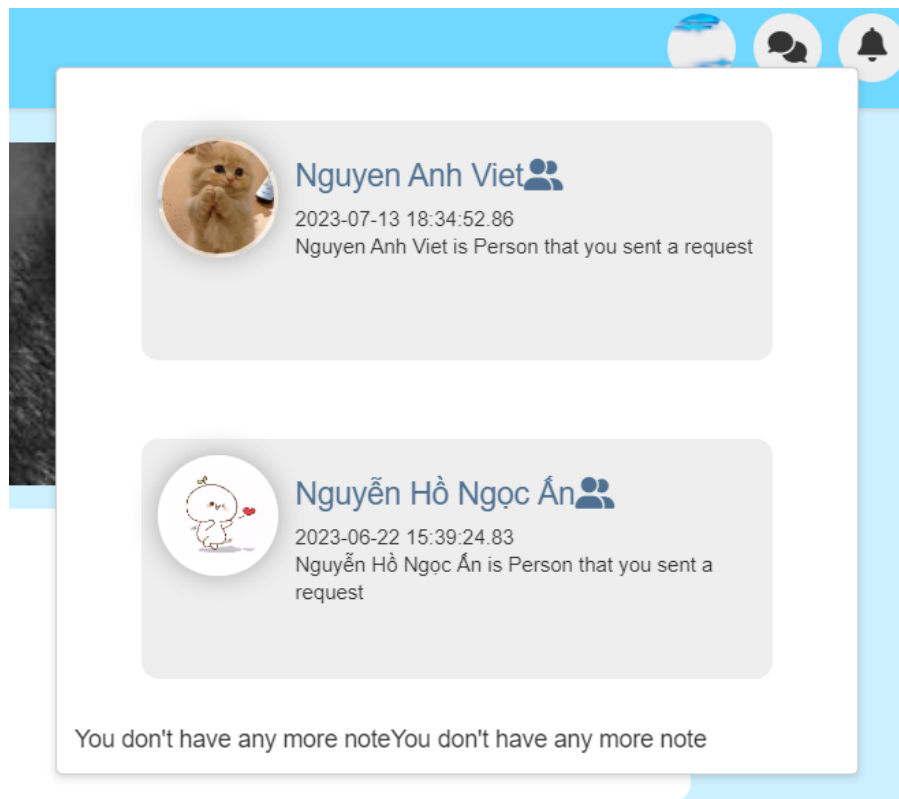 Nguyen Anh Viet
2023-07-13 18:34:52.86
Nguyen Anh Viet is Person that you sent a request
Nguyễn Hồ Ngọc Ấn
2023-06-22 15:39:24.83
Nguyễn Hồ Ngọc Ấn is Person that you sent a
request
You don't have any more noteYou don't have any more note